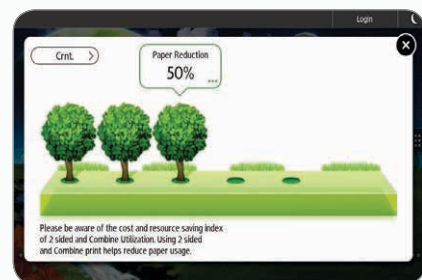 Login
Crnt.
Paper Reduction
50%
...
Please be aware of the cost and resource saving index
of 2 sided and Combine Utilization. Using 2 sided
and Combine print helps reduce paper usage.